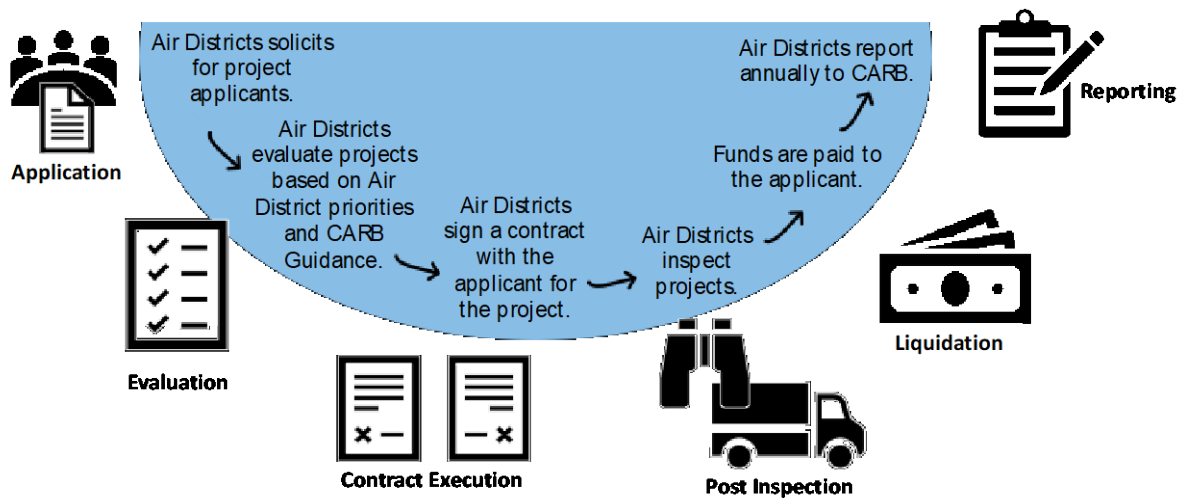 Air Districts solicits
for project
applicants.
Application
Air Districts
evaluate projects
based on Air
District priorities
and CARB
Guidance.
Evaluation
Air Districts
sign a contract
with the
applicant for
the project.
Contract Execution
Air Districts
inspect
projects.
Post Inspection
Funds are paid to
the applicant.
Liquidation
Air Districts report
annually to CARB.
Reporting